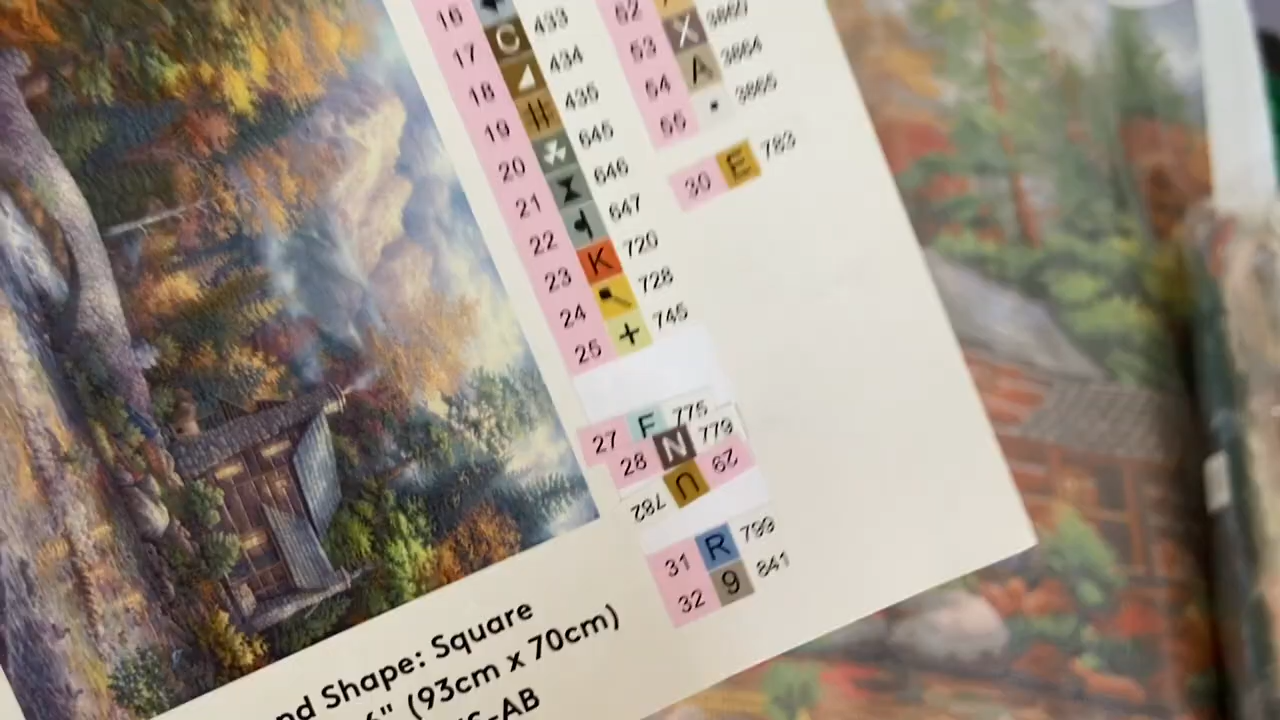 16 433
17 C 434
18 435
19 645
20 646
21 647
22
23 K 720
24 728
25 + 745
27 F 775
28 N 779
29 U 782
31 R 799
32 9 841
52
53 X 3860
54 A 3864
55 3865
30 E 783
nd Shape: Square
6" (93cm x 70cm)
-AB